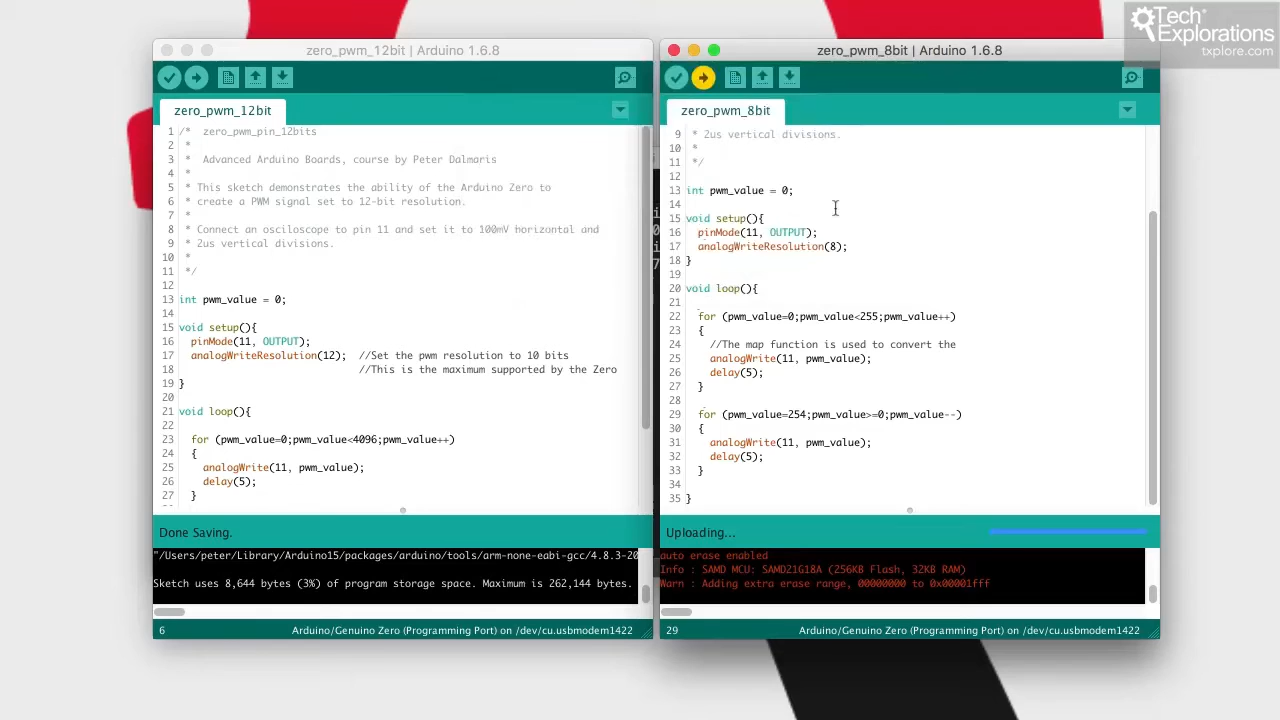 Tech Explorations
txplore.com
zero_pwm_12bit | Arduino 1.6.8
zero_pwm_12bit
1 /*  zero_pwm_pin_12bits
2  *
3  *  Advanced Arduino Boards, course by Peter Dalmaris
4  *
5  * This sketch demonstrates the ability of the Arduino Zero to
6  * create a PWM signal set to 12-bit resolution.
7  *
8  * Connect an osciloscope to pin 11 and set it to 100mV horizontal and
9  * 2us vertical divisions.
10  *
11  */
12
13 int pwm_value = 0;
14
15 void setup(){
16   pinMode(11, OUTPUT);
17   analogWriteResolution(12);  //Set the pwm resolution to 10 bits
18                               //This is the maximum supported by the Zero
19 }
20
21 void loop(){
22
23   for (pwm_value=0;pwm_value<4096;pwm_value++)
24   {
25     analogWrite(11, pwm_value);
26     delay(5);
27   }
Done Saving.
"/Users/peter/Library/Arduino15/packages/arduino/tools/arm-none-eabi-gcc/4.8.3-20
Sketch uses 8,644 bytes (3%) of program storage space. Maximum is 262,144 bytes.
6 Arduino/Genuino Zero (Programming Port) on /dev/cu.usbmodem1422
zero_pwm_8bit | Arduino 1.6.8
zero_pwm_8bit
9  * 2us vertical divisions.
10  *
11  */
12
13 int pwm_value = 0;
14
15 void setup(){
16   pinMode(11, OUTPUT);
17   analogWriteResolution(8);
18 }
19
20 void loop(){
21
22   for (pwm_value=0;pwm_value<255;pwm_value++)
23   {
24     //The map function is used to convert the
25     analogWrite(11, pwm_value);
26     delay(5);
27   }
28
29   for (pwm_value=254;pwm_value>=0;pwm_value--)
30   {
31     analogWrite(11, pwm_value);
32     delay(5);
33   }
34
35 }
Uploading...
auto erase enabled
Info : SAMD MCU: SAMD21G18A (256KB Flash, 32KB RAM)
Warn : Adding extra erase range, 00000000 to 0x00001fff
29 Arduino/Genuino Zero (Programming Port) on /dev/cu.usbmodem1422